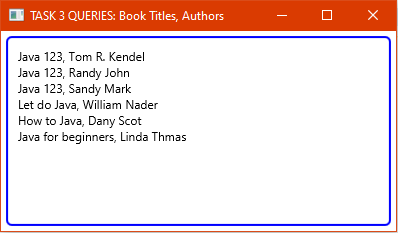 TASK 3 QUERIES: Book Titles, Authors
Java 123, Tom R. Kendel
Java 123, Randy John
Java 123, Sandy Mark
Let do Java, William Nader
How to Java, Dany Scot
Java for beginners, Linda Thmas